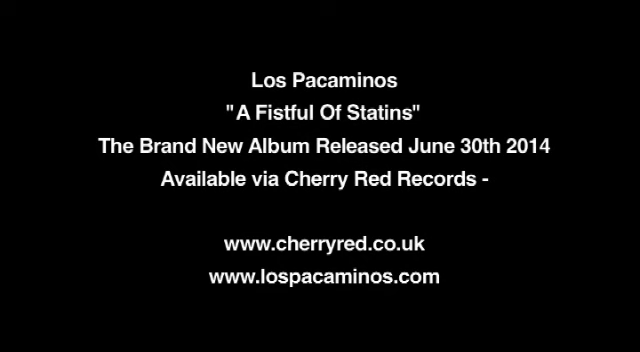 Los Pacaminos
"A Fistful Of Statins"
The Brand New Album Released June 30th 2014
Available via Cherry Red Records -
www.cherryred.co.uk
www.lospacaminos.com